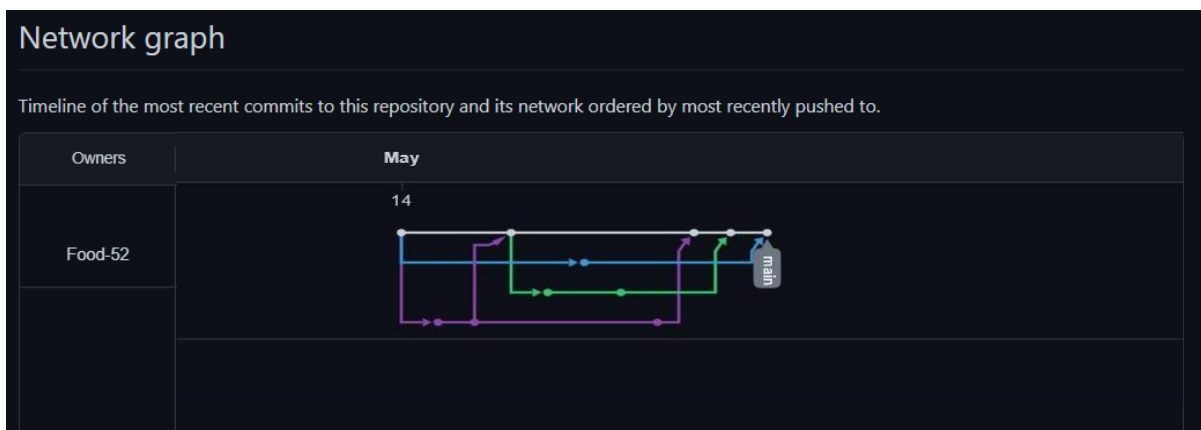 Network graph
Timeline of the most recent commits to this repository and its network ordered by most recently pushed to.
Owners
May
14
Food-52
main